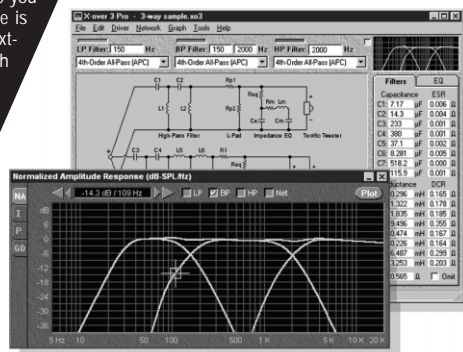 you
e is
ext-
h
X-over 3 Pro - 3-way sample.xo3
File Edit Driver Network Graph Tools Help
LP Filter: 150 Hz BP Filter: 150 2000 Hz HP Filter: 2000 Hz
4th-Order All-Pass (APC) 4th-Order All-Pass (APC) 4th-Order All-Pass (APC)
Filters EQ
Capacitance ESR
C1: 7.17 µF 0.006 Ω
C2: 14.3 µF 0.004 Ω
C3: 233 µF 0.001 Ω
C4: 380 µF 0.001 Ω
C5: 37.1 µF 0.002 Ω
C6: 8.281 µF 0.005 Ω
C7: 518.2 µF 0.000 Ω
115.9 µF 0.001 Ω
ductance DCR
0.296 mH 0.165 Ω
1.322 mH 0.178 Ω
1.835 mH 0.185 Ω
9.496 mH 0.355 Ω
0.474 mH 0.167 Ω
0.226 mH 0.164 Ω
6.487 mH 0.299 Ω
3.253 mH 0.203 Ω
0.565 Ω Omit
C1 C2 Rp1
Req
Rm Lm
L1 L2 Rp2
Ce Cm
High-Pass Filter L-Pad Impedance EQ Terrific Tweeter
C3 C4 L5 L6 R1
Req
Normalized Amplitude Response (dB-SPL/Hz)
NA -14.3 dB / 109 Hz LP BP HP Net Plot
I
P
GD
dB
6
0
-6
-12
-18
-24
-30
-36
5 Hz 10 50 100 500 1 K 5 K 10 K 20 K